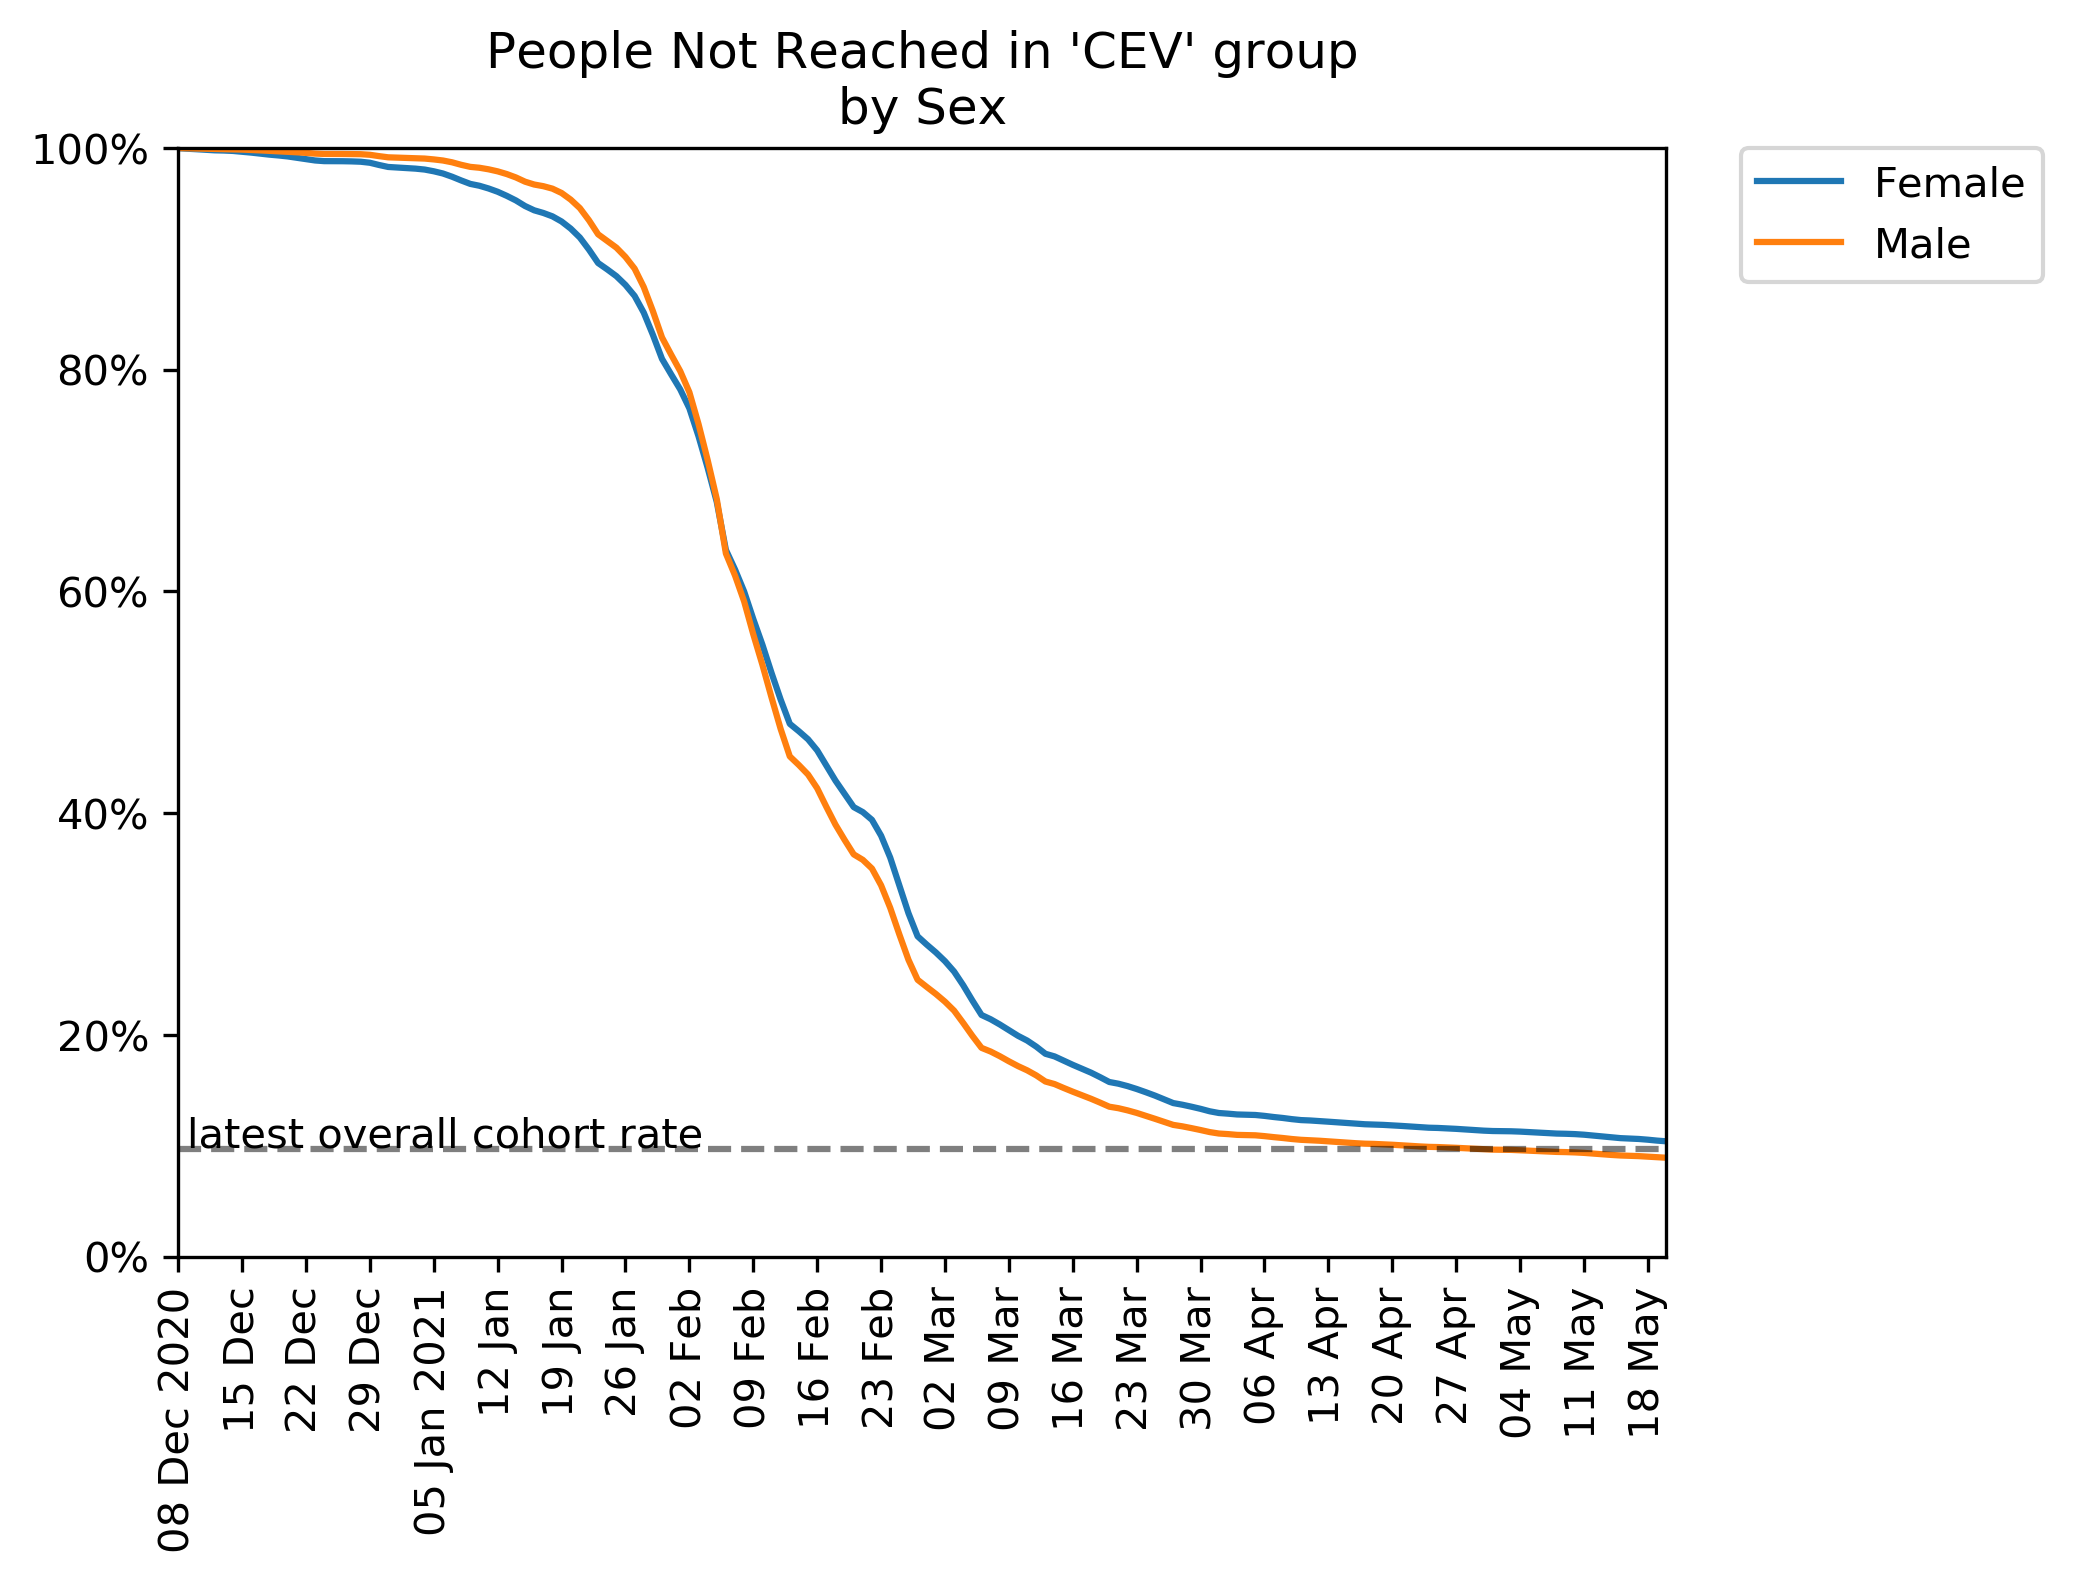 People Not Reached in 'CEV' group
by Sex
100%
80%
60%
40%
20%
0%
Female
Male
latest overall cohort rate
08 Dec 2020
15 Dec
22 Dec
29 Dec
05 Jan 2021
12 Jan
19 Jan
26 Jan
02 Feb
09 Feb
16 Feb
23 Feb
02 Mar
09 Mar
16 Mar
23 Mar
30 Mar
06 Apr
13 Apr
20 Apr
27 Apr
04 May
11 May
18 May